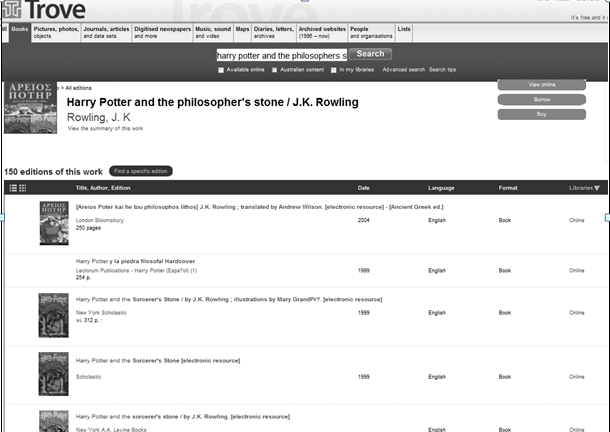 Trove
It's free and
Books
Pictures, photos, objects
Journals, articles and data sets
Digitised newspapers and more
Music, sound and video
Maps
Diaries, letters, archives
Archived websites (1996 – now)
People and organisations
Lists
harry potter and the philosophers s
Search
Available online
Australian content
In my libraries
Advanced search
Search tips
ΑΡΕΙΟΣ
ΠΟΤΗΡ
> All editions
Harry Potter and the philosopher's stone / J.K. Rowling
Rowling, J. K
View the summary of this work
View online
Borrow
Buy
150 editions of this work
Find a specific edition
Title, Author, Edition
Date
Language
Format
Libraries
ΑΡΕΙΟΣ
ΠΟΤΗΡ
[Areios Poter kai he tou philosophos lithos] J.K. Rowling ; translated by Andrew Wilson. [electronic resource] - [Ancient Greek ed.]
London Bloomsbury
2004
English
Book
Online
250 pages
Harry Potter y la piedra filosofal Hardcover
Lectorum Publications - Harry Potter (Espa?ol) (1)
1999
English
Book
Online
254 p.
Harry Potter and the Sorcerer's Stone / by J.K. Rowling ; illustrations by Mary GrandPr?. [electronic resource]
New York Scholastic
1999
English
Book
Online
vi, 312 p. :
Harry Potter and the Sorcerer's Stone [electronic resource]
Scholastic
1999
English
Book
Online
Harry Potter and the sorcerer's stone / by J.K. Rowling. [electronic resource]
New York A.A. Levine Books
English
Book
Online